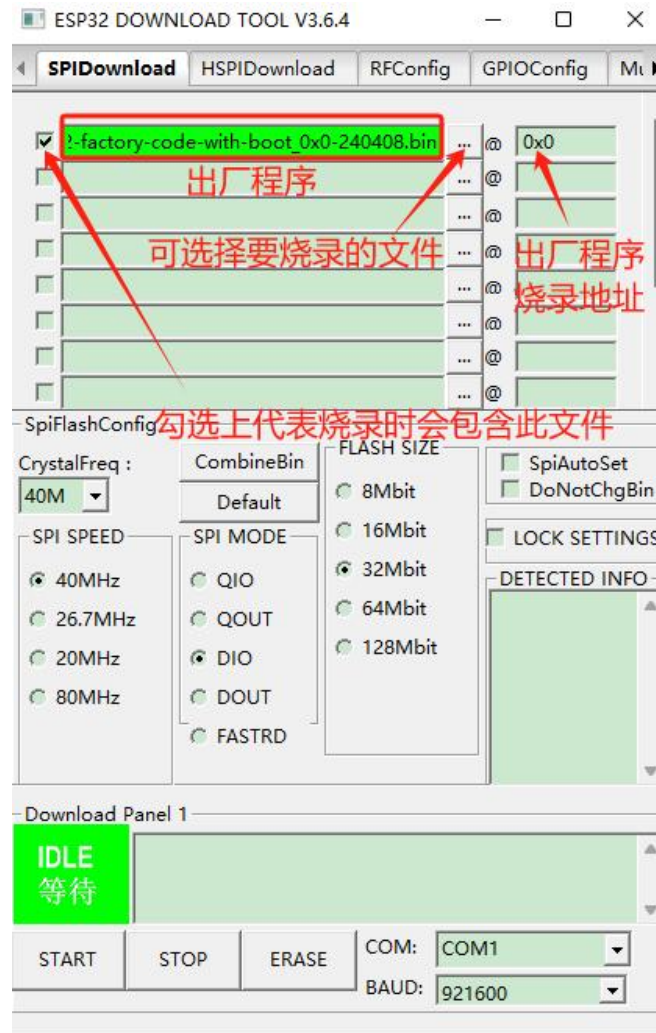 ESP32 DOWNLOAD TOOL V3.6.4
SPIDownload HSPIDownload RFConfig GPIOConfig Mu
2-factory-code-with-boot_0x0-240408.bin ... @ 0x0
... @
出厂程序
... @
可选择要烧录的文件 ... @ 出厂程序
... @ 烧录地址
... @
... @
... @
勾选上代表烧录时会包含此文件
SpiFlashConfig
CrystalFreq :
40M
CombineBin
Default
SPI SPEED
40MHz
26.7MHz
20MHz
80MHz
SPI MODE
QIO
QOUT
DIO
DOUT
FASTRD
FLASH SIZE
8Mbit
16Mbit
32Mbit
64Mbit
128Mbit
SpiAutoSet
DoNotChgBin
LOCK SETTINGS
DETECTED INFO
Download Panel 1
IDLE
等待
START STOP ERASE
COM: COM1
BAUD: 921600